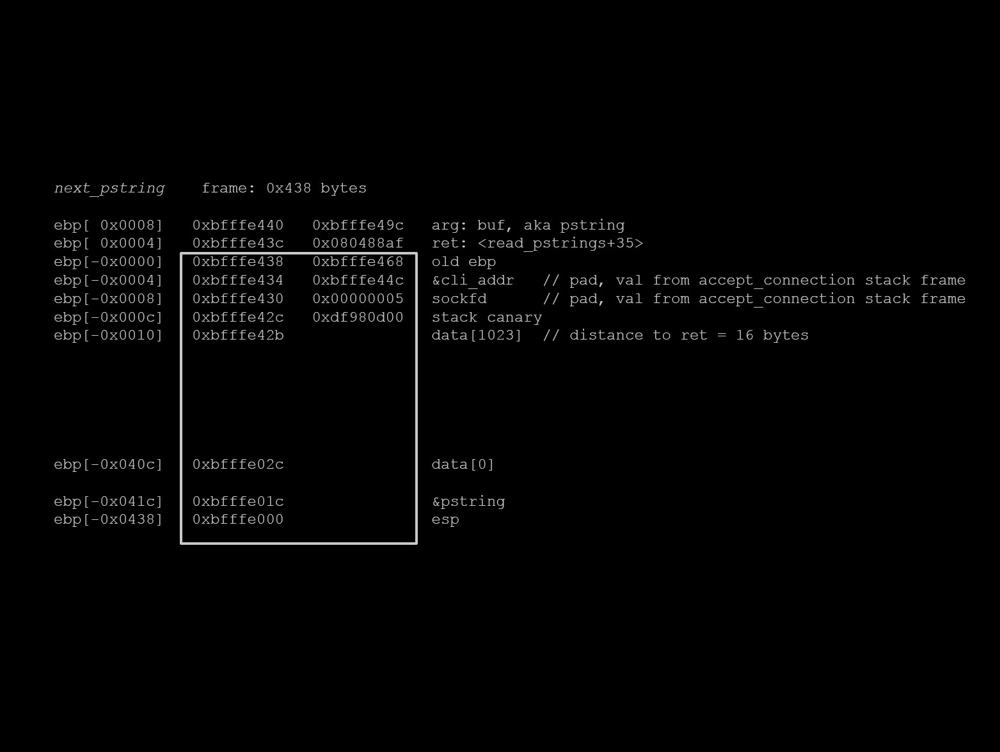 next_pstring    frame: 0x438 bytes
ebp[ 0x0008]   0xbfffe440   0xbfffe49c   arg: buf, aka pstring
ebp[ 0x0004]   0xbfffe43c   0x080488af   ret: <read_pstrings+35>
ebp[-0x0000]   0xbfffe438   0xbfffe468   old ebp
ebp[-0x0004]   0xbfffe434   0xbfffe44c   &cli_addr   // pad, val from accept_connection stack frame
ebp[-0x0008]   0xbfffe430   0x00000005   sockfd      // pad, val from accept_connection stack frame
ebp[-0x000c]   0xbfffe42c   0xdf980d00   stack canary
ebp[-0x0010]   0xbfffe42b                data[1023]  // distance to ret = 16 bytes
ebp[-0x040c]   0xbfffe02c                data[0]
ebp[-0x041c]   0xbfffe01c                &pstring
ebp[-0x0438]   0xbfffe000                esp